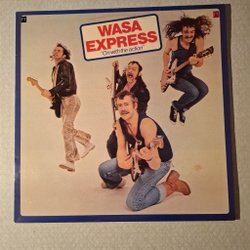 WASA
EXPRESS
"On with the action"